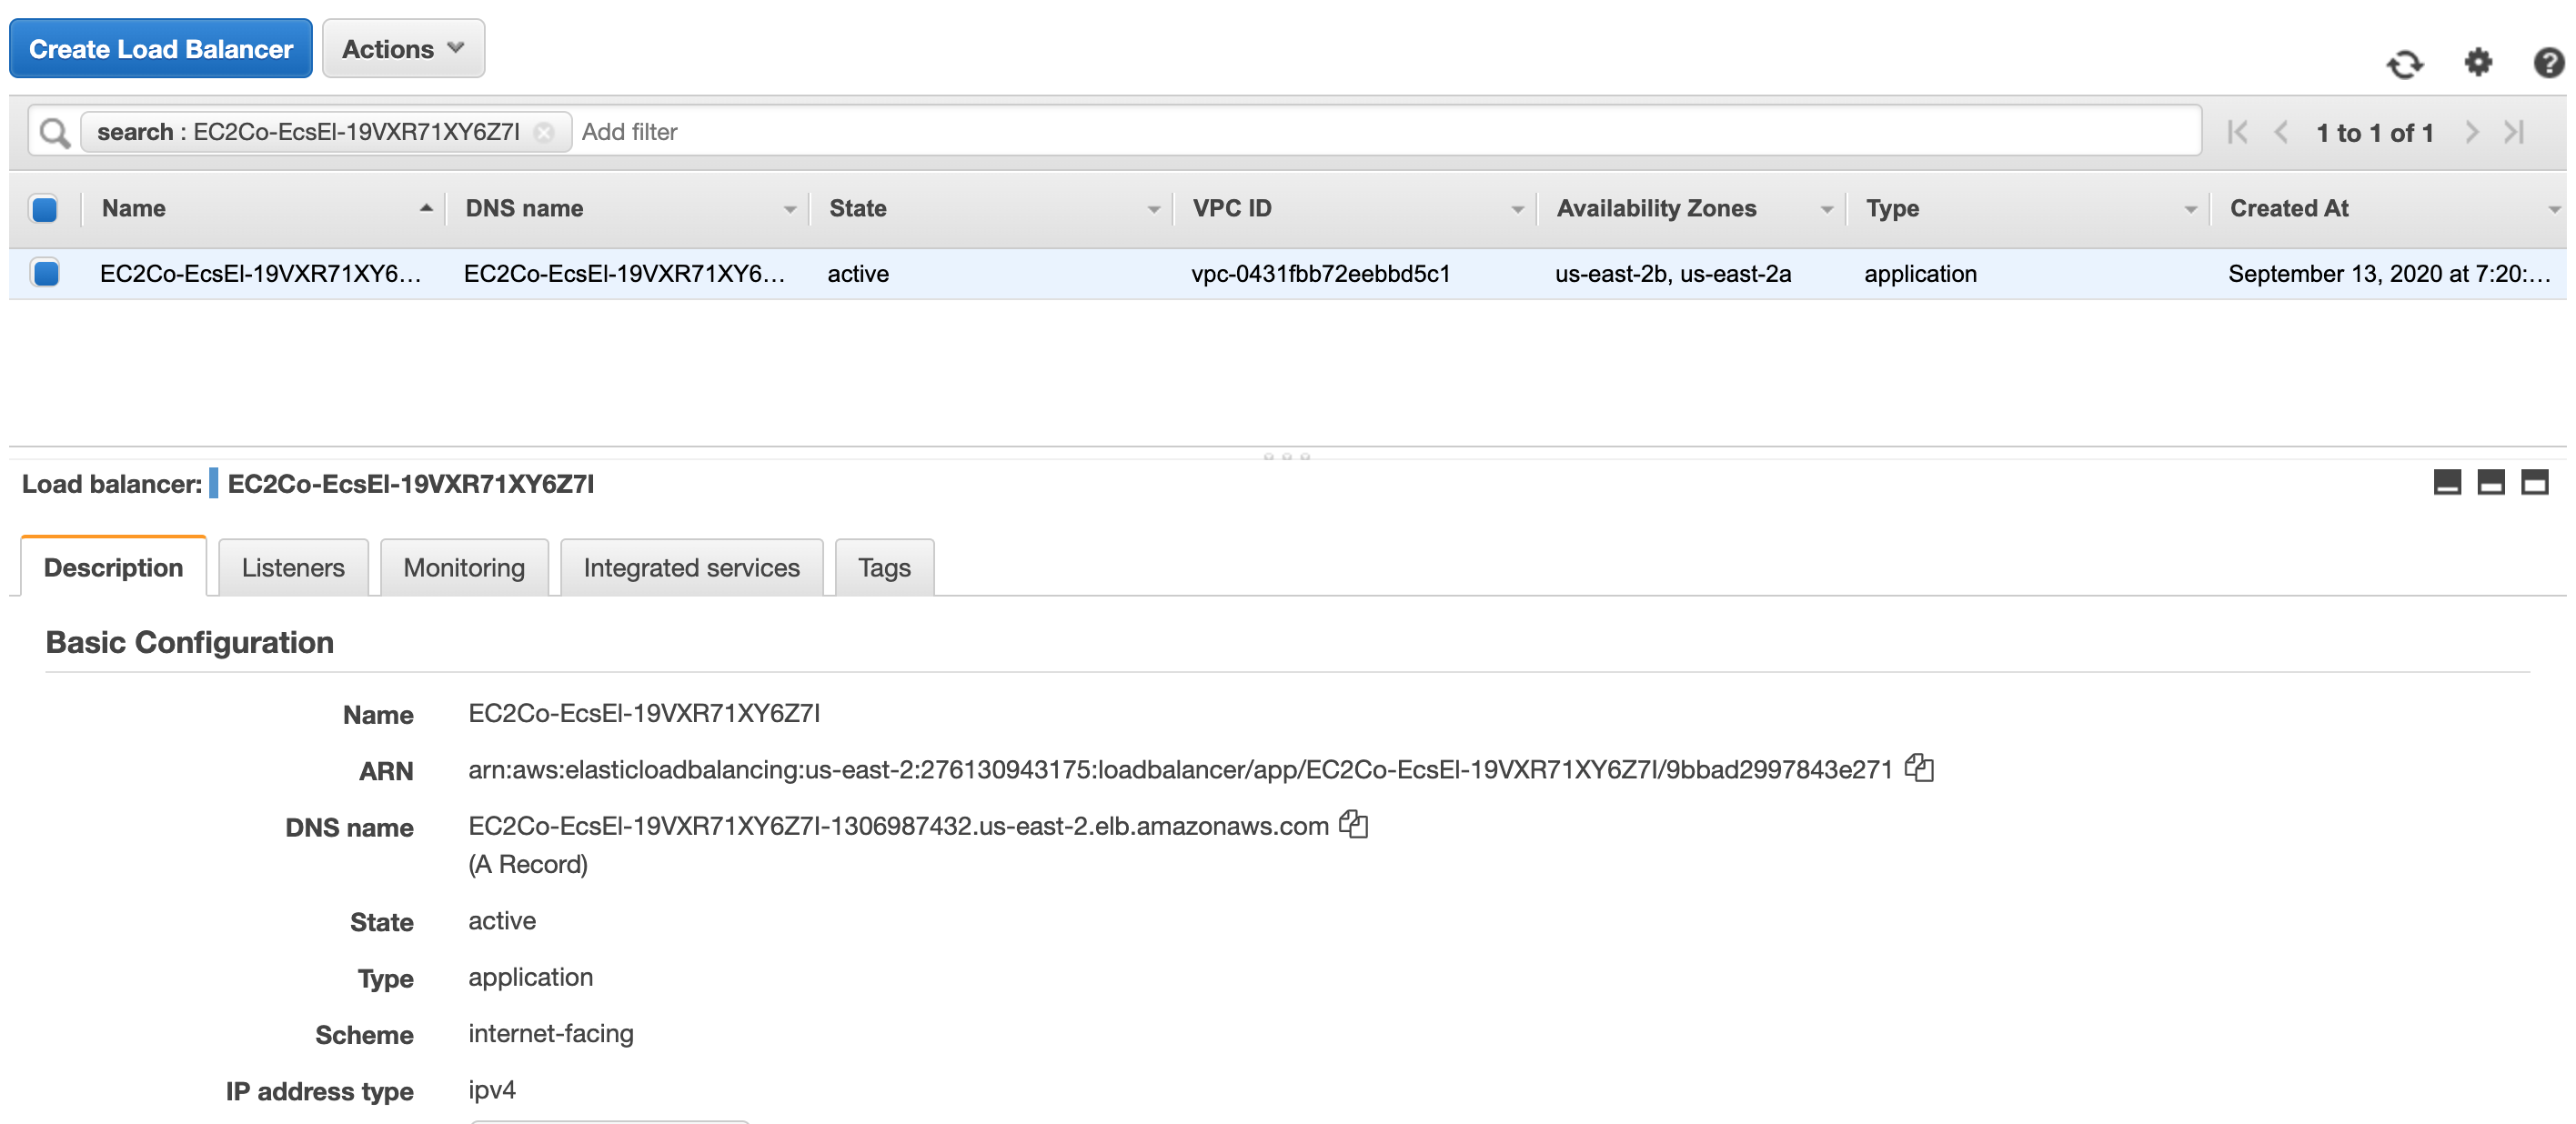 Create Load Balancer Actions
search : EC2Co-EcsEl-19VXR71XY6Z7I Add filter 1 to 1 of 1
Name DNS name State VPC ID Availability Zones Type Created At
EC2Co-EcsEl-19VXR71XY6... EC2Co-EcsEl-19VXR71XY6... active vpc-0431fbb72eebbd5c1 us-east-2b, us-east-2a application September 13, 2020 at 7:20:...
Load balancer: EC2Co-EcsEl-19VXR71XY6Z7I
Description Listeners Monitoring Integrated services Tags
Basic Configuration
Name EC2Co-EcsEl-19VXR71XY6Z7I
ARN arn:aws:elasticloadbalancing:us-east-2:276130943175:loadbalancer/app/EC2Co-EcsEl-19VXR71XY6Z7I/9bbad2997843e271
DNS name EC2Co-EcsEl-19VXR71XY6Z7I-1306987432.us-east-2.elb.amazonaws.com
(A Record)
State active
Type application
Scheme internet-facing
IP address type ipv4